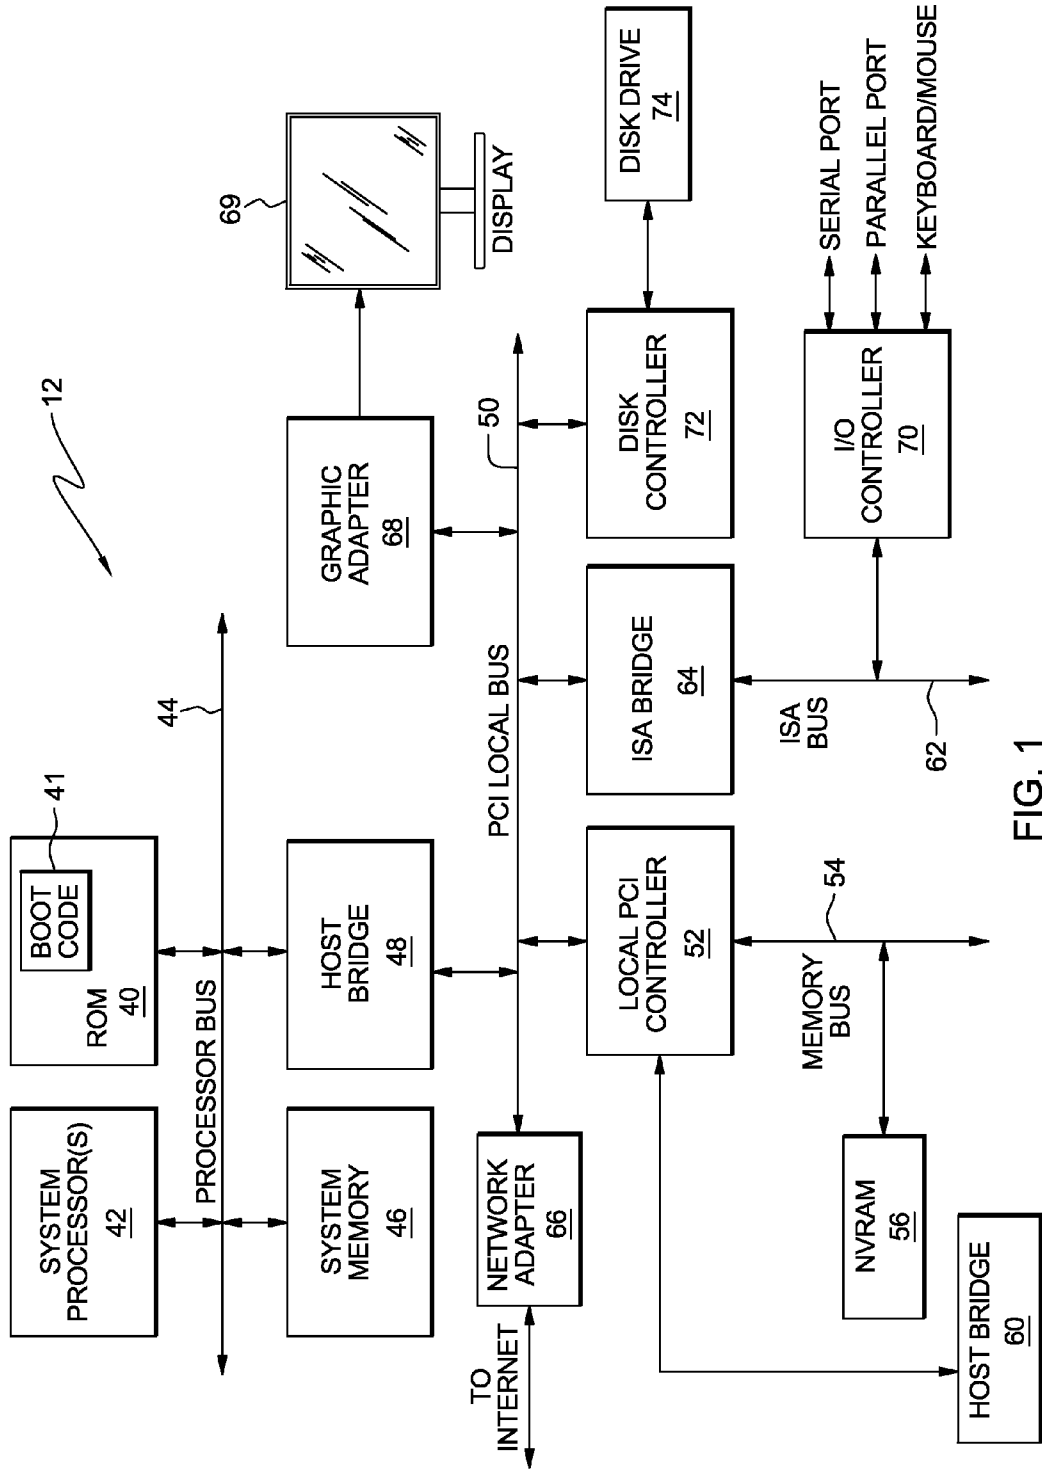 12
SYSTEM
PROCESSOR(S)
42
ROM
40
BOOT
CODE
41
PROCESSOR BUS
44
SYSTEM
MEMORY
46
HOST
BRIDGE
48
GRAPHIC
ADAPTER
68
69
DISPLAY
TO
INTERNET
NETWORK
ADAPTER
66
PCI LOCAL BUS
50
LOCAL PCI
CONTROLLER
52
ISA BRIDGE
64
DISK
CONTROLLER
72
DISK DRIVE
74
MEMORY
BUS
54
ISA
BUS
62
NVRAM
56
I/O
CONTROLLER
70
SERIAL PORT
PARALLEL PORT
KEYBOARD/MOUSE
HOST BRIDGE
60
FIG. 1